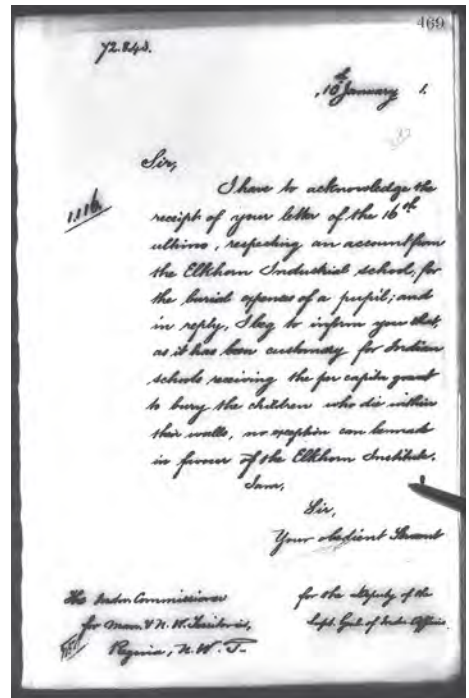 469
72.840.
10th January 1.
Sir,
1.116.
I have to acknowledge the
receipt of your letter of the 16th
ultimo, respecting an account from
the Elkhorn Industrial school, for
the burial expenses of a pupil; and
in reply, I beg to inform you that,
as it has been customary for Indian
schools receiving the per capita grant
to bury the children who die within
their walls, no exception can be made
in favour of the Elkhorn Institute.
I am,
Sir,
Your obedient Servant
for the Deputy of the
Supt. Genl. of Indian Affairs.
The Indian Commissioner
for Man. & N. W. Territories,
Regina, N. W. T.